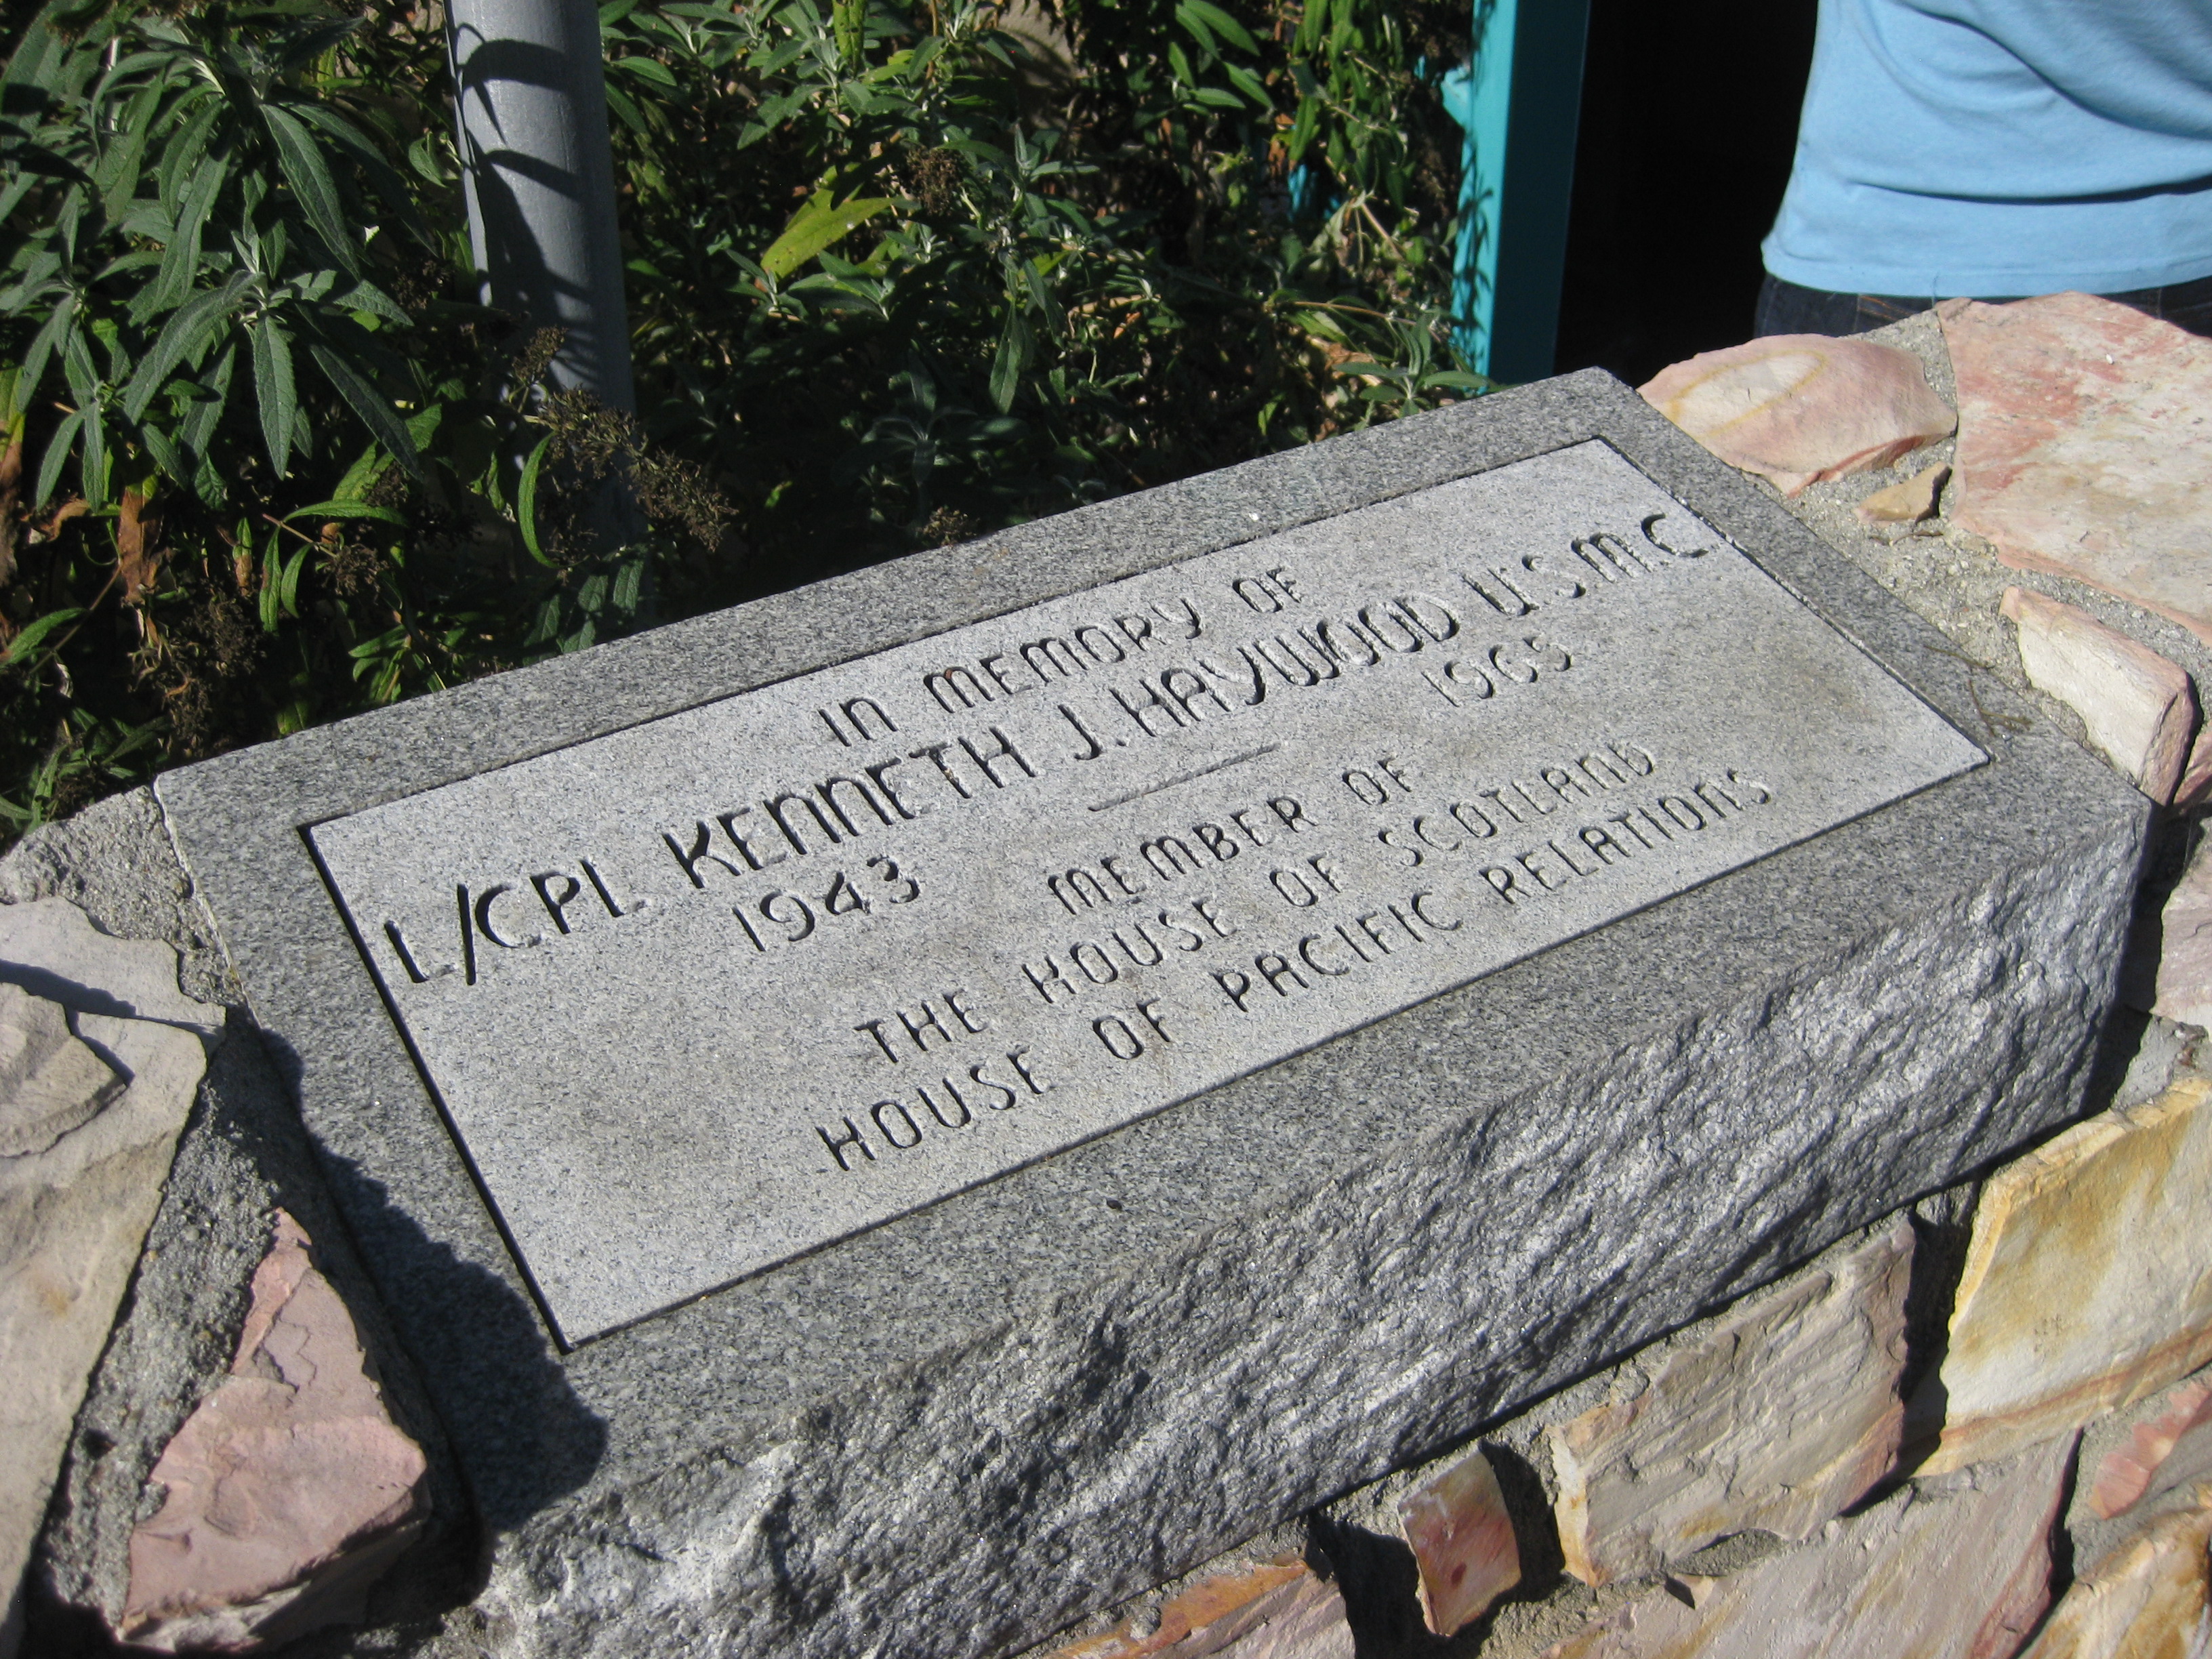 IN MEMORY OF
L/CPL KENNETH J. HAYWOOD U.S.M.C.
1943 — 1965
MEMBER OF
THE HOUSE OF SCOTLAND
HOUSE OF PACIFIC RELATIONS